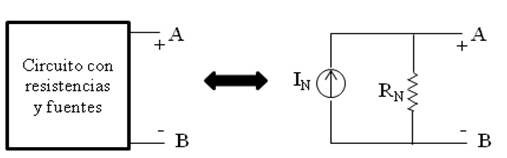 Circuito con
resistencias
y fuentes
+ A
- B
I_N
R_N
+ A
- B